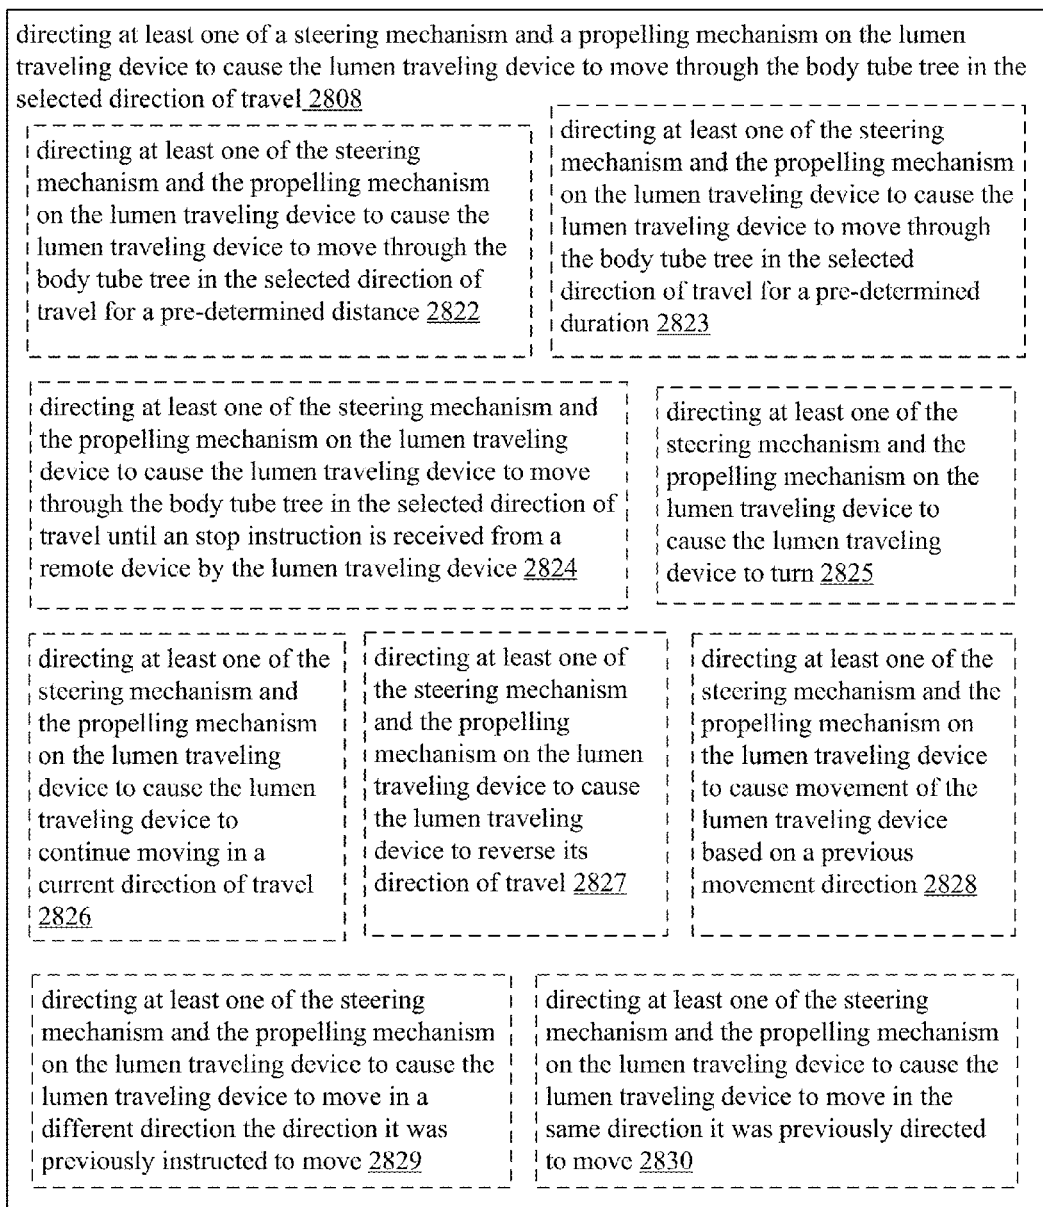 directing at least one of a steering mechanism and a propelling mechanism on the lumen
traveling device to cause the lumen traveling device to move through the body tube tree in the
selected direction of travel 2808
directing at least one of the steering
mechanism and the propelling mechanism
on the lumen traveling device to cause the
lumen traveling device to move through the
body tube tree in the selected direction of
travel for a pre-determined distance 2822
directing at least one of the steering
mechanism and the propelling mechanism
on the lumen traveling device to cause the
lumen traveling device to move through
the body tube tree in the selected
direction of travel for a pre-determined
duration 2823
directing at least one of the steering mechanism and
the propelling mechanism on the lumen traveling
device to cause the lumen traveling device to move
through the body tube tree in the selected direction of
travel until an stop instruction is received from a
remote device by the lumen traveling device 2824
directing at least one of the
steering mechanism and the
propelling mechanism on the
lumen traveling device to
cause the lumen traveling
device to turn 2825
directing at least one of the
steering mechanism and
the propelling mechanism
on the lumen traveling
device to cause the lumen
traveling device to
continue moving in a
current direction of travel
2826
directing at least one of
the steering mechanism
and the propelling
mechanism on the lumen
traveling device to cause
the lumen traveling
device to reverse its
direction of travel 2827
directing at least one of the
steering mechanism and the
propelling mechanism on
the lumen traveling device
to cause movement of the
lumen traveling device
based on a previous
movement direction 2828
directing at least one of the steering
mechanism and the propelling mechanism
on the lumen traveling device to cause the
lumen traveling device to move in a
different direction the direction it was
previously instructed to move 2829
directing at least one of the steering
mechanism and the propelling mechanism
on the lumen traveling device to cause the
lumen traveling device to move in the
same direction it was previously directed
to move 2830